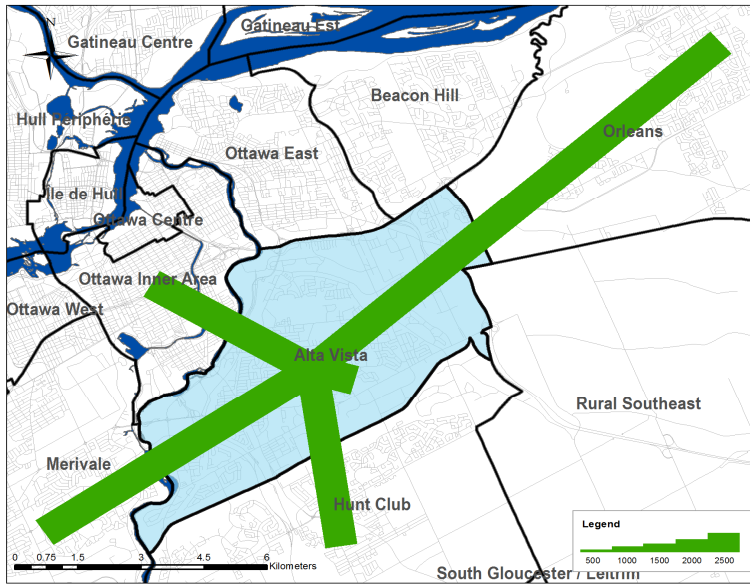 N
Gatineau Est
Gatineau Centre
Beacon Hill
Hull Périphérie
Orleans
Ottawa East
Île de Hull
Ottawa Centre
Ottawa Inner Area
Ottawa West
Alta Vista
Rural Southeast
Merivale
Hunt Club
Legend
500 1000 1500 2000 2500
0 0.75 1.5 3 4.5 6
Kilometers
South Gloucester / Leitrim